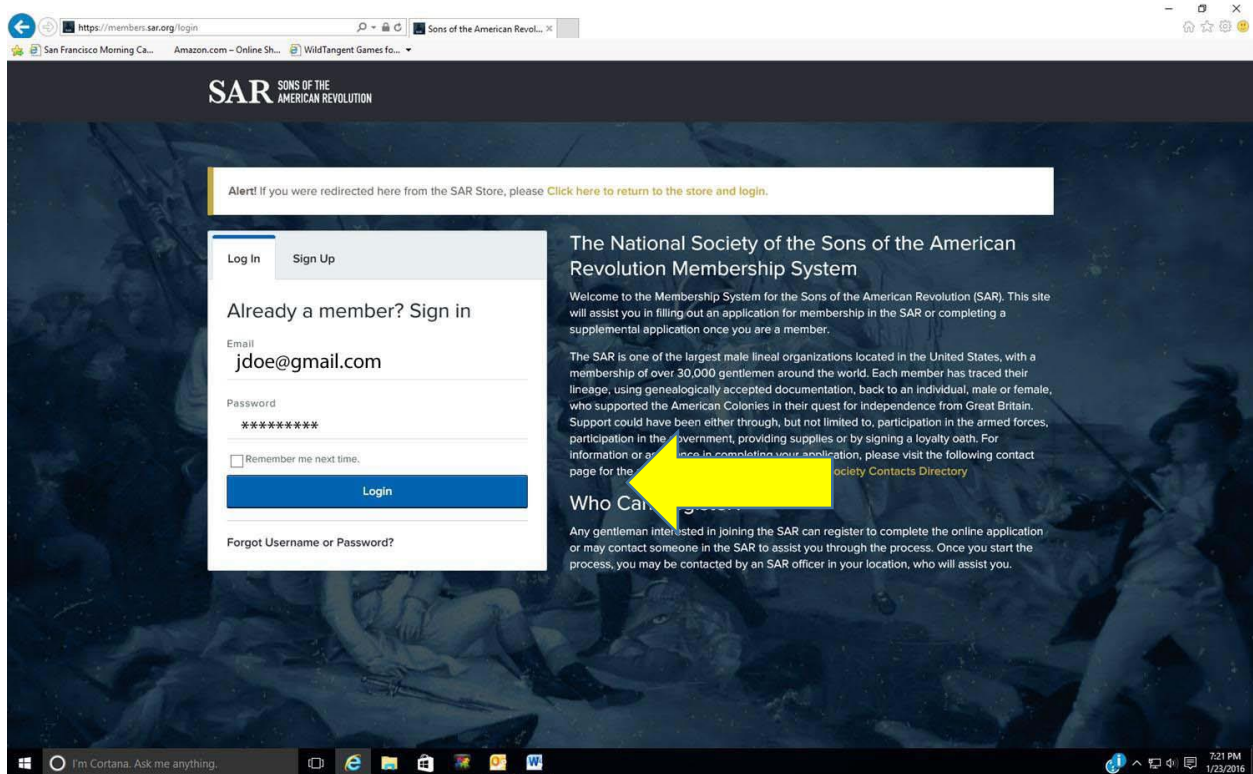 https://members.sar.org/login
Sons of the American Revol...
San Francisco Morning Ca...
Amazon.com – Online Sh...
WildTangent Games fo...
SAR SONS OF THE
AMERICAN REVOLUTION
Alert! If you were redirected here from the SAR Store, please Click here to return to the store and login.
Log In
Sign Up
Already a member? Sign in
Email
jdoe@gmail.com
Password
*********
Remember me next time.
Login
Forgot Username or Password?
The National Society of the Sons of the American
Revolution Membership System
Welcome to the Membership System for the Sons of the American Revolution (SAR). This site
will assist you in filling out an application for membership in the SAR or completing a
supplemental application once you are a member.
The SAR is one of the largest male lineal organizations located in the United States, with a
membership of over 30,000 gentlemen around the world. Each member has traced their
lineage, using genealogically accepted documentation, back to an individual, male or female,
who supported the American Colonies in their quest for independence from Great Britain.
Support could have been either through, but not limited to, participation in the armed forces,
participation in the government, providing supplies or by signing a loyalty oath. For
information or assistance in completing your application, please visit the following contact
page for the ociety Contacts Directory
Who Can
Any gentleman interested in joining the SAR can register to complete the online application
or may contact someone in the SAR to assist you through the process. Once you start the
process, you may be contacted by an SAR officer in your location, who will assist you.
I'm Cortana. Ask me anything.
7:21 PM
1/23/2016